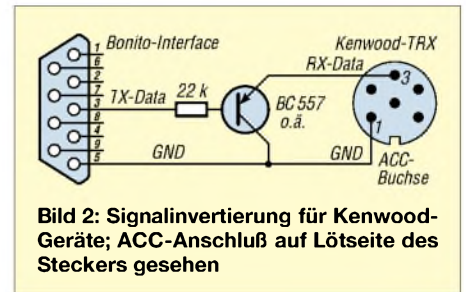 Bonito-Interface
Kenwood-TRX
RX-Data
1
6
2
7
3
8
4
9
5
TX-Data
22 k
BC 557
o.ä.
3
1
GND
GND
ACC-
Buchse
Bild 2: Signalinvertierung für Kenwood-
Geräte; ACC-Anschluß auf Lötseite des
Steckers gesehen